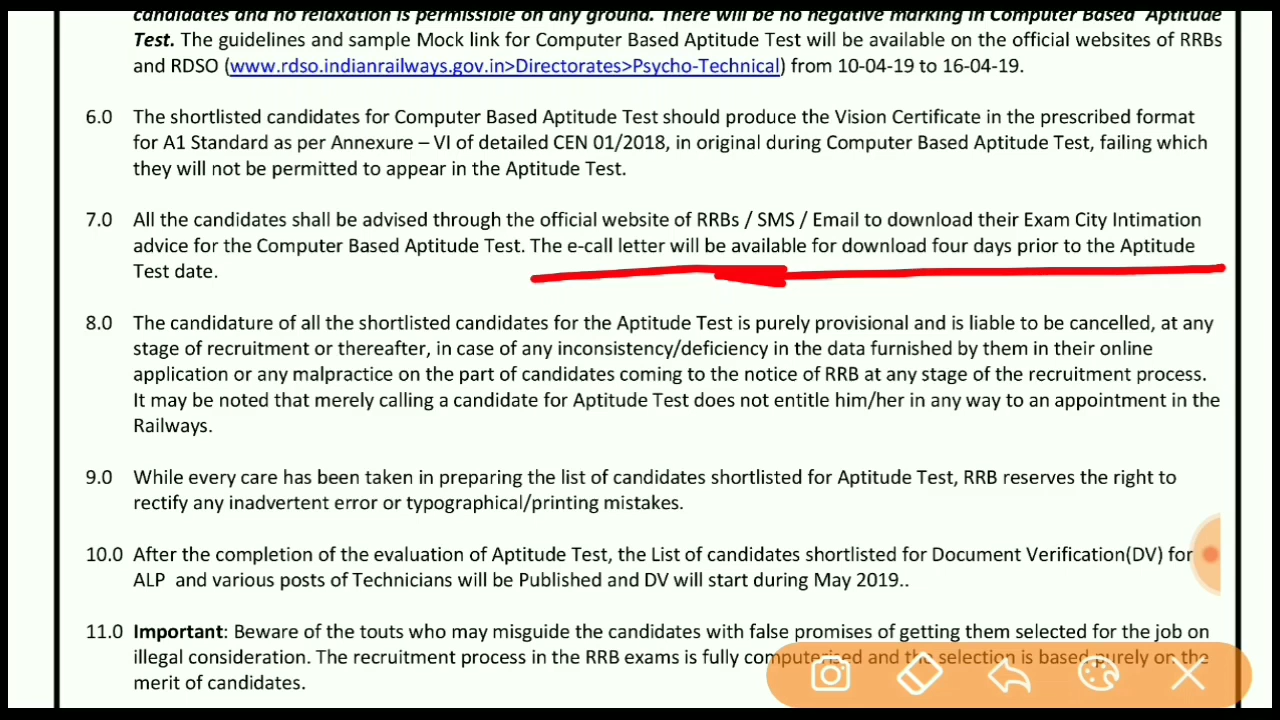 candidates and no relaxation is permissible on any ground. There will be no negative marking in Computer Based Aptitude
Test. The guidelines and sample Mock link for Computer Based Aptitude Test will be available on the official websites of RRBs
and RDSO (www.rdso.indianrailways.gov.in>Directorates>Psycho-Technical) from 10-04-19 to 16-04-19.
6.0 The shortlisted candidates for Computer Based Aptitude Test should produce the Vision Certificate in the prescribed format
for A1 Standard as per Annexure – VI of detailed CEN 01/2018, in original during Computer Based Aptitude Test, failing which
they will not be permitted to appear in the Aptitude Test.
7.0 All the candidates shall be advised through the official website of RRBs / SMS / Email to download their Exam City Intimation
advice for the Computer Based Aptitude Test. The e-call letter will be available for download four days prior to the Aptitude
Test date.
8.0 The candidature of all the shortlisted candidates for the Aptitude Test is purely provisional and is liable to be cancelled, at any
stage of recruitment or thereafter, in case of any inconsistency/deficiency in the data furnished by them in their online
application or any malpractice on the part of candidates coming to the notice of RRB at any stage of the recruitment process.
It may be noted that merely calling a candidate for Aptitude Test does not entitle him/her in any way to an appointment in the
Railways.
9.0 While every care has been taken in preparing the list of candidates shortlisted for Aptitude Test, RRB reserves the right to
rectify any inadvertent error or typographical/printing mistakes.
10.0 After the completion of the evaluation of Aptitude Test, the List of candidates shortlisted for Document Verification(DV) for
ALP and various posts of Technicians will be Published and DV will start during May 2019..
11.0 Important: Beware of the touts who may misguide the candidates with false promises of getting them selected for the job on
illegal consideration. The recruitment process in the RRB exams is fully computerised and the selection is based purely on the
merit of candidates.